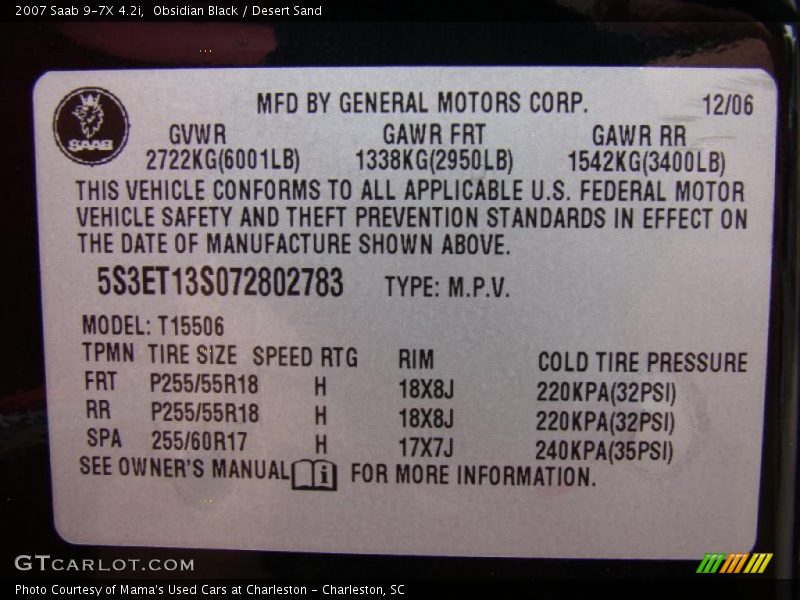 2007 Saab 9-7X 4.2i,  Obsidian Black / Desert Sand
SAAB
MFD BY GENERAL MOTORS CORP. 12/06
GVWR GAWR FRT GAWR RR
2722KG(6001LB) 1338KG(2950LB) 1542KG(3400LB)
THIS VEHICLE CONFORMS TO ALL APPLICABLE U.S. FEDERAL MOTOR
VEHICLE SAFETY AND THEFT PREVENTION STANDARDS IN EFFECT ON
THE DATE OF MANUFACTURE SHOWN ABOVE.
5S3ET13S072802783 TYPE: M.P.V.
MODEL: T15506
TPMN TIRE SIZE SPEED RTG RIM COLD TIRE PRESSURE
FRT P255/55R18 H 18X8J 220KPA(32PSI)
RR P255/55R18 H 18X8J 220KPA(32PSI)
SPA 255/60R17 H 17X7J 240KPA(35PSI)
SEE OWNER'S MANUAL i FOR MORE INFORMATION.
GTCARLOT.COM
Photo Courtesy of Mama's Used Cars at Charleston - Charleston, SC